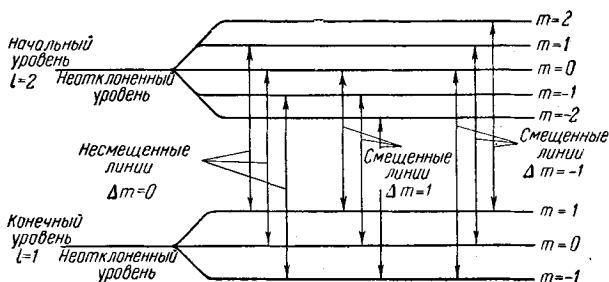 m=2
Начальный
уровень
l=2
Неотклоненный
уровень
m=1
m=0
m=-1
m=-2
Несмещенные
линии
Δm=0
Смещенные
линии
Δm=1
Смещенные
линии
Δm=-1
Конечный
уровень
l=1
Неотклоненный
уровень
m=1
m=0
m=-1